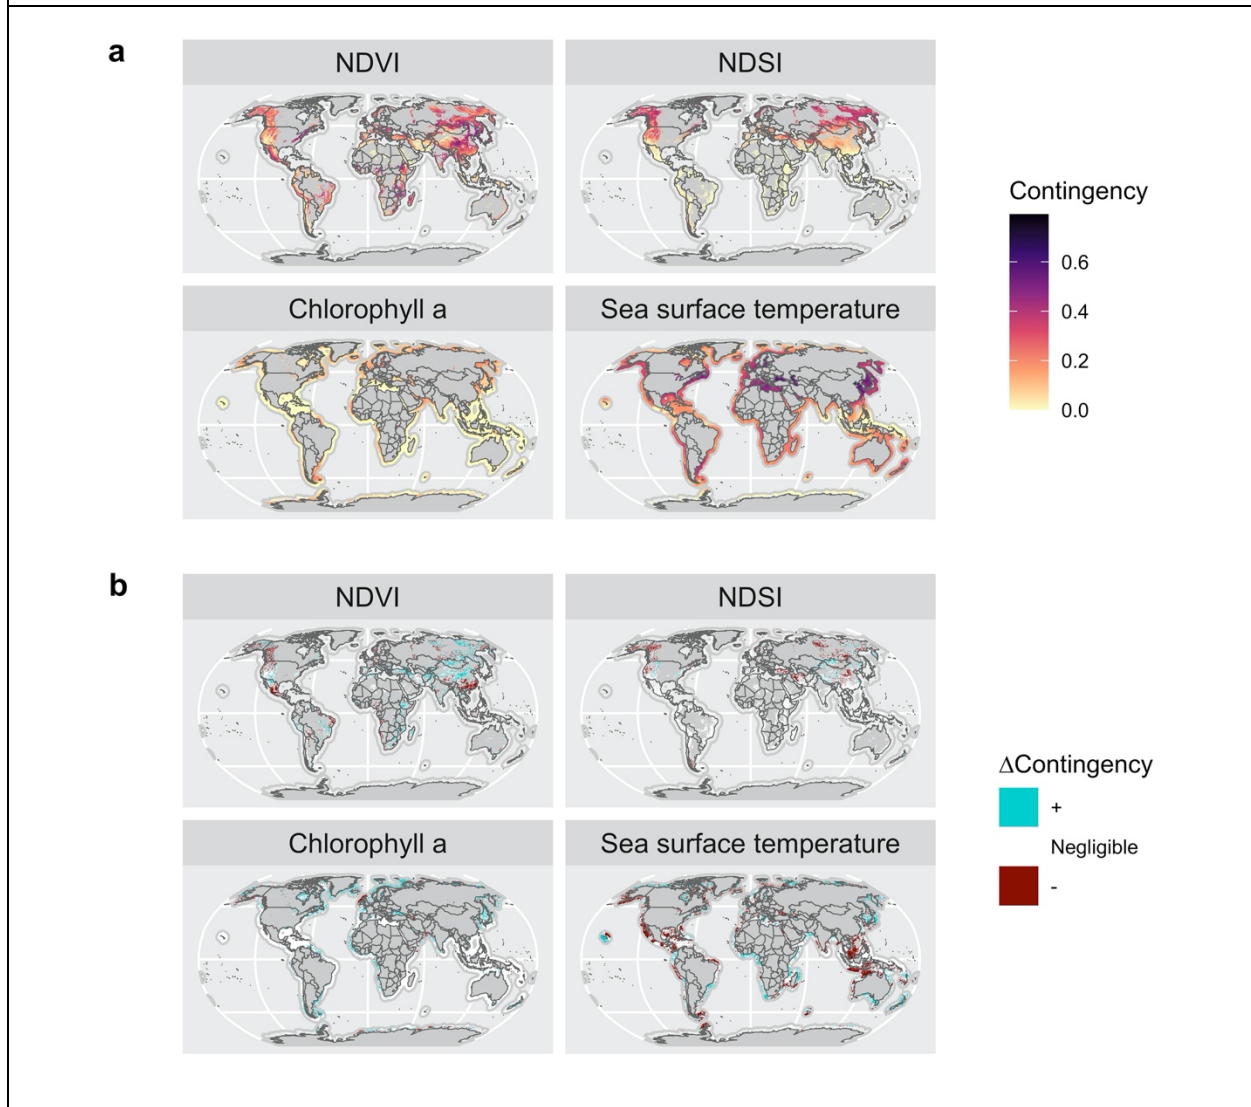 a
NDVI
NDSI
Chlorophyll a
Sea surface temperature
Contingency
0.6
0.4
0.2
0.0
b
NDVI
NDSI
Chlorophyll a
Sea surface temperature
ΔContingency
+
Negligible
-